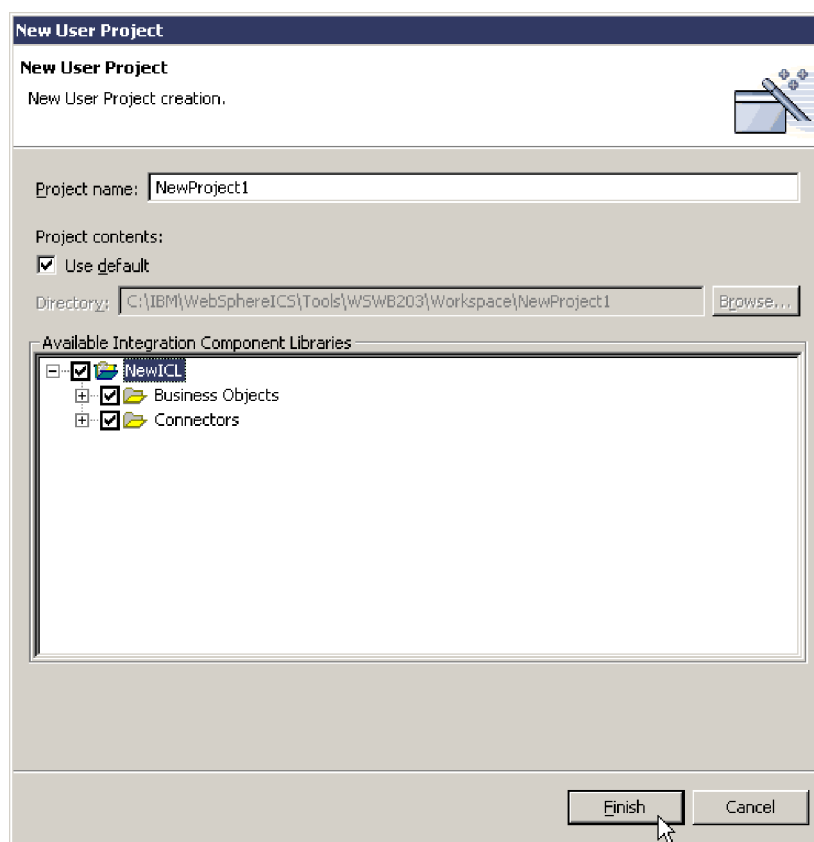 New User Project
New User Project
New User Project creation.
Project name: NewProject1
Project contents:
Use default
Directory: C:\IBM\WebSphereICS\Tools\WSWB203\Workspace\NewProject1 Browse...
Available Integration Component Libraries
NewICL
Business Objects
Connectors
Finish Cancel